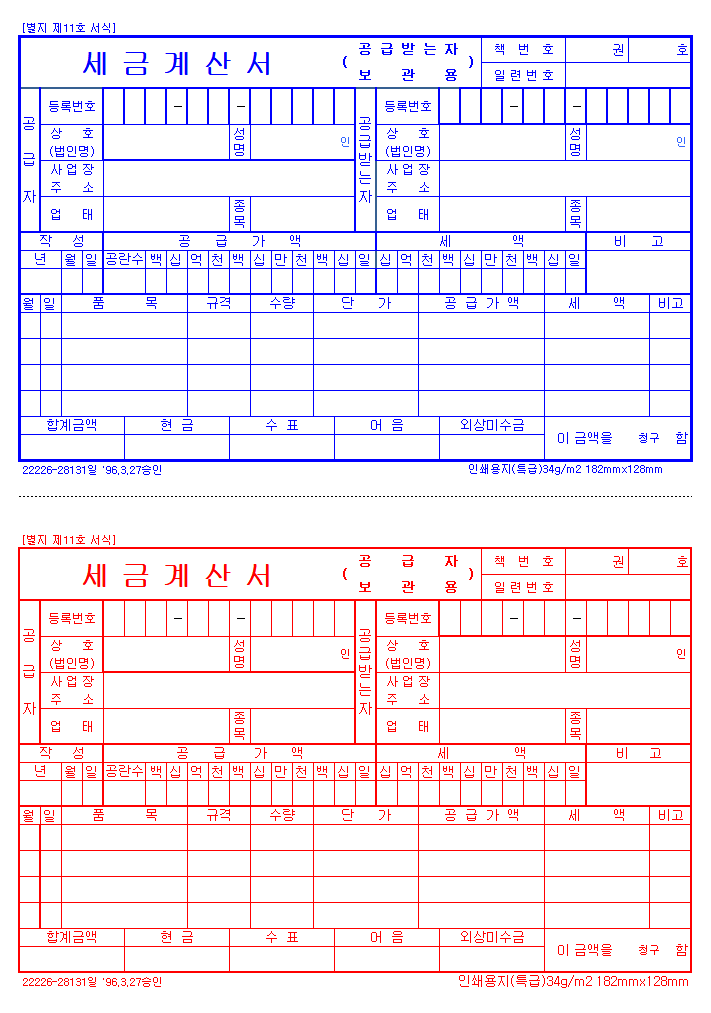 [별지 제11호 서식]
세 금 계 산 서 ( 공 급 받 는 자 보 관 용 ) 책 번 호 권 호
일 련 번 호
공 급 자 등록번호 - - 공 급 받 는 자 등록번호 - -
상 호 (법인명) 성 명 인 상 호 (법인명) 성 명 인
사 업 장 주 소 사 업 장 주 소
업 태 종 목 업 태 종 목
작 성 공 급 가 액 세 액 비 고
년 월 일 공란수 백 십 억 천 백 십 만 천 백 십 일 십 억 천 백 십 만 천 백 십 일
월 일 품 목 규격 수량 단 가 공 급 가 액 세 액 비고
합계금액 현 금 수 표 어 음 외상미수금
이 금액을 청구 함
22226-28131일 '96,3,27승인 인쇄용지(특급)34g/m2 182mmx128mm
[별지 제11호 서식]
세 금 계 산 서 ( 공 급 자 보 관 용 ) 책 번 호 권 호
일 련 번 호
공 급 자 등록번호 - - 공 급 받 는 자 등록번호 - -
상 호 (법인명) 성 명 인 상 호 (법인명) 성 명 인
사 업 장 주 소 사 업 장 주 소
업 태 종 목 업 태 종 목
작 성 공 급 가 액 세 액 비 고
년 월 일 공란수 백 십 억 천 백 십 만 천 백 십 일 십 억 천 백 십 만 천 백 십 일
월 일 품 목 규격 수량 단 가 공 급 가 액 세 액 비고
합계금액 현 금 수 표 어 음 외상미수금
이 금액을 청구 함
22226-28131일 '96,3,27승인 인쇄용지(특급)34g/m2 182mmx128mm